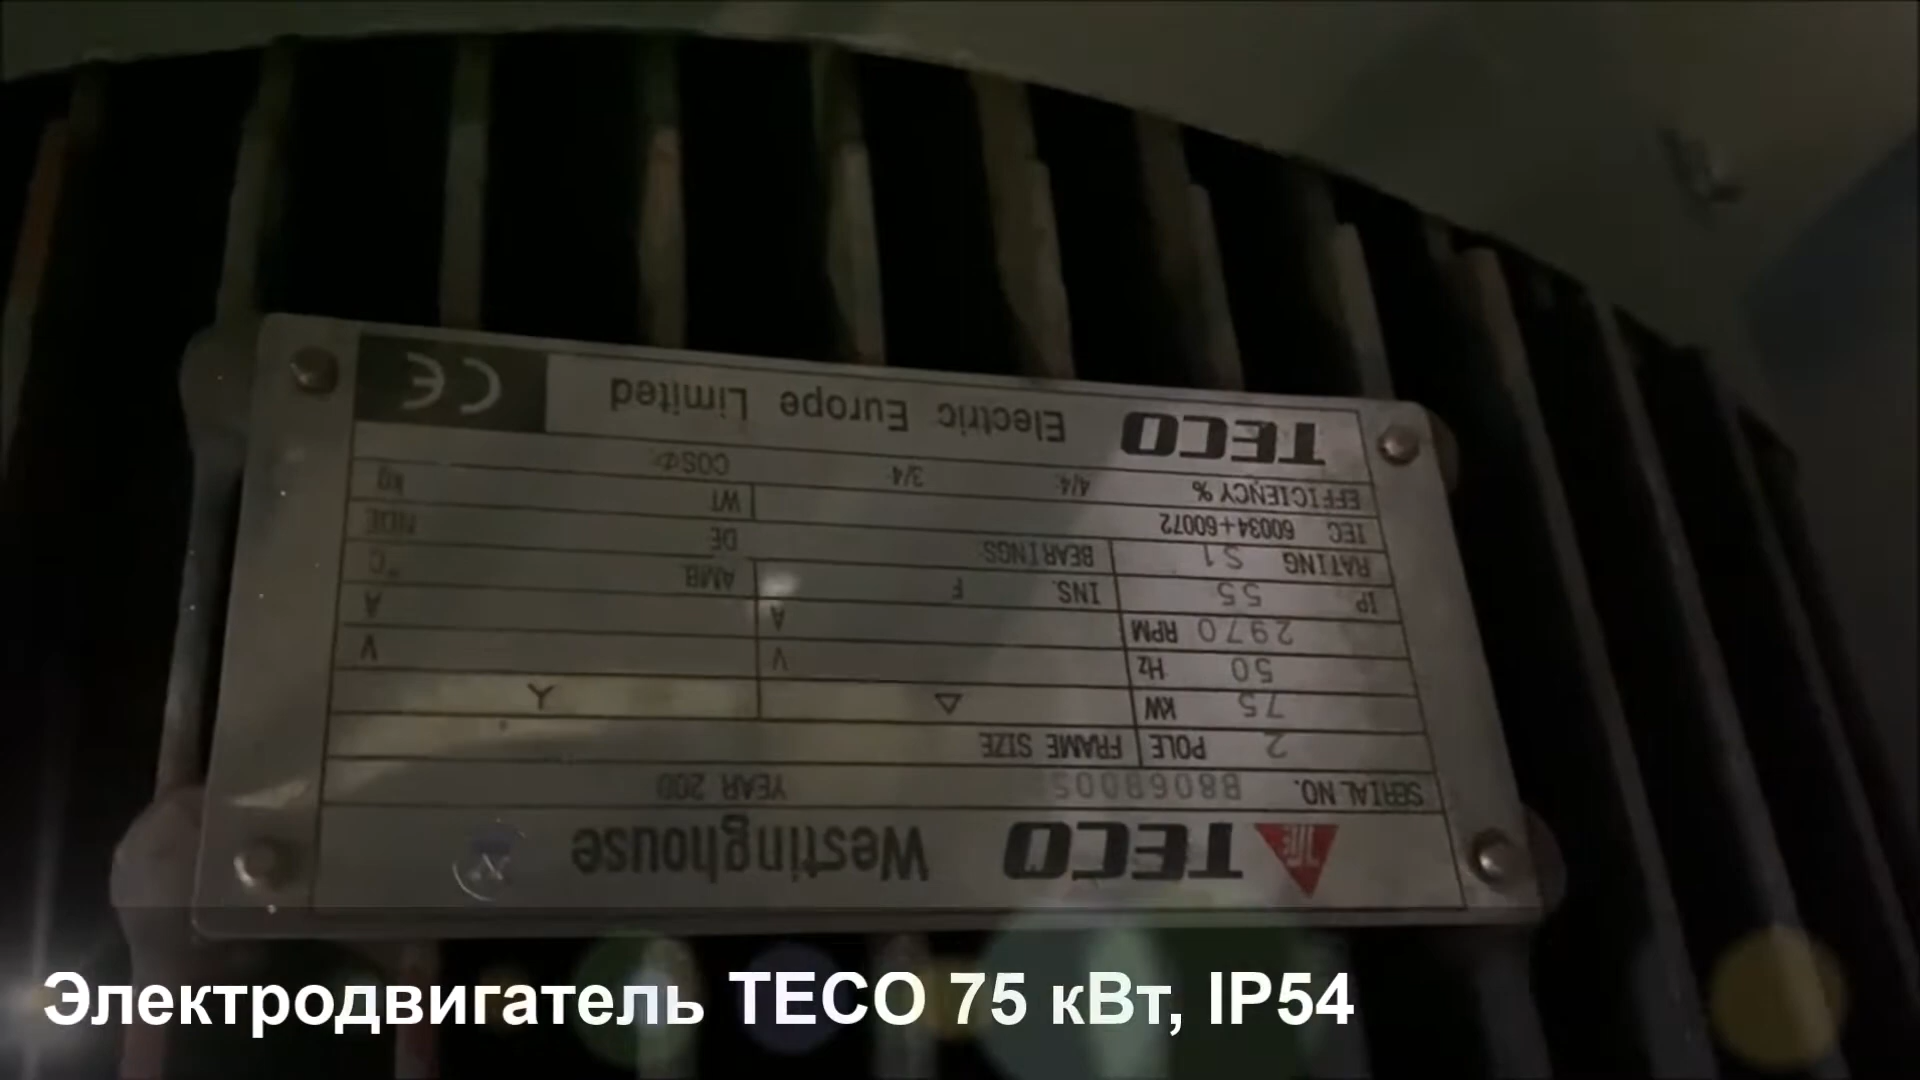 TECO Westinghouse
SERIAL NO. YEAR 200
2 POLE FRAME SIZE
75 kW △ Y
50 Hz V V
2970 RPM A A
IP 55 INS. F AMB. °C
RATING S1 BEARINGS DE NDE
IEC 60034+60072 WT kg
EFFICIENCY % 4/4: 3/4: COSΦ:
TECO Electric Europe Limited CE
Электродвигатель TECO 75 кВт, IP54